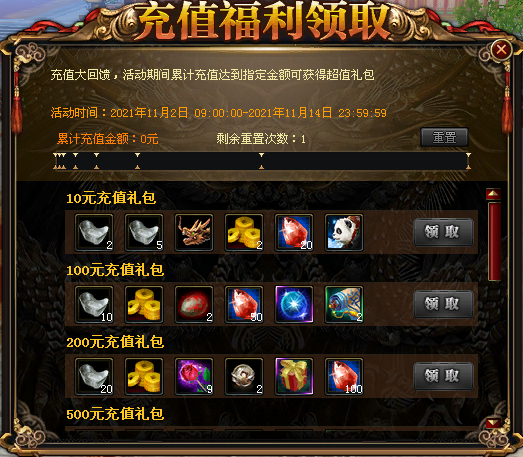 充值福利领取
充值大回馈，活动期间累计充值达到指定金额可获得超值礼包
活动时间：2021年11月2日 09:00:00-2021年11月14日 23:59:59
累计充值金额：0元 剩余重置次数：1 重置
10元充值礼包
2 5 2 20 领取
100元充值礼包
10 2 50 2 领取
200元充值礼包
20 9 2 100 领取
500元充值礼包